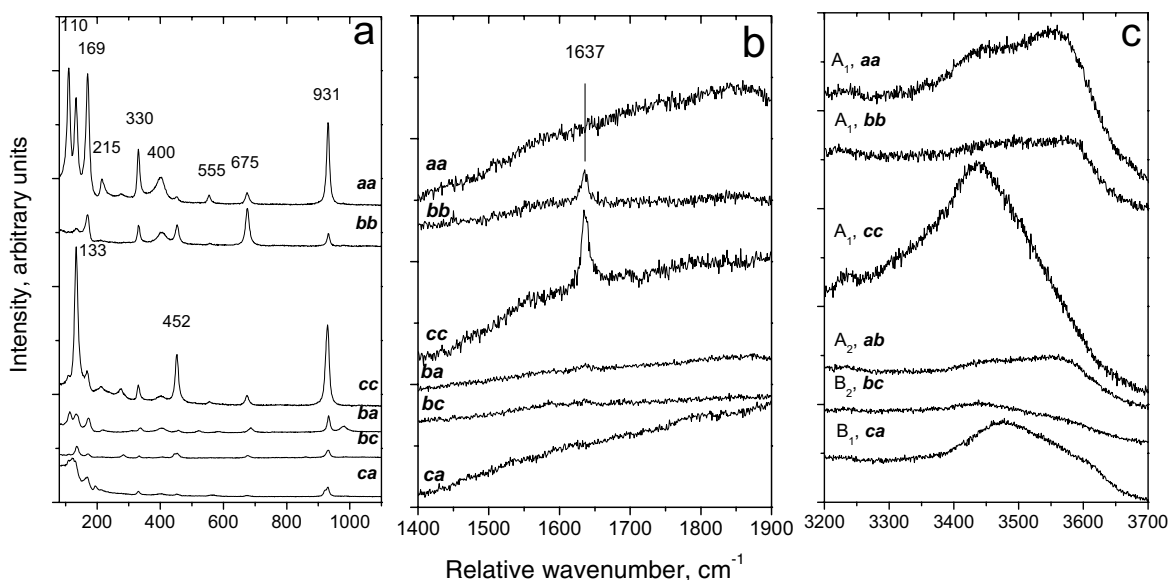 Intensity, arbitrary units
a
110
169
215
330
400
555
675
931
aa
bb
133
452
cc
ba
bc
ca
200 400 600 800 1000
b
1637
aa
bb
cc
ba
bc
ca
1400 1500 1600 1700 1800 1900
c
A₁, aa
A₁, bb
A₁, cc
A₂, ab
B₂, bc
B₁, ca
3200 3300 3400 3500 3600 3700
Relative wavenumber, cm⁻¹